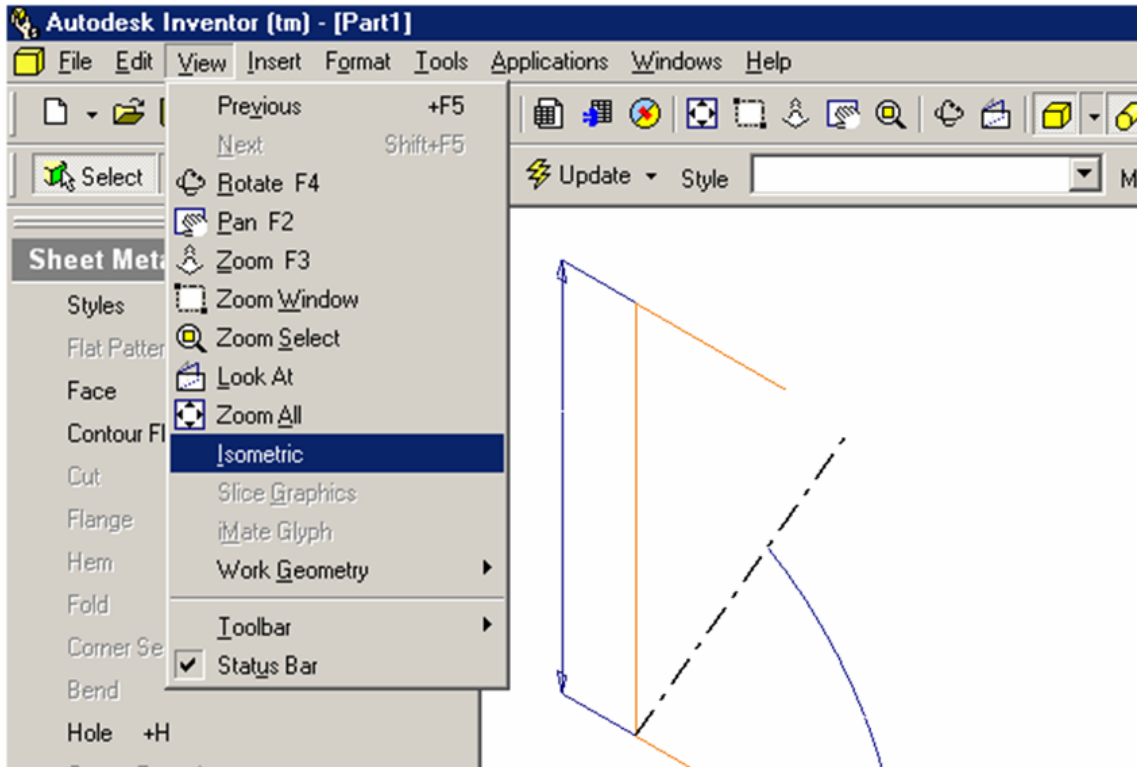 Autodesk Inventor (tm) - [Part1]
File Edit View Insert Format Tools Applications Windows Help
Previous +F5
Next Shift+F5
Select
Update Style
Rotate F4
Pan F2
Sheet Meta
Zoom F3
Styles
Zoom Window
Zoom Select
Flat Patter
Look At
Face
Zoom All
Contour Fl
Isometric
Cut
Slice Graphics
Flange
iMate Glyph
Hem
Work Geometry
Fold
Toolbar
Corner Se
Status Bar
Bend
Hole +H